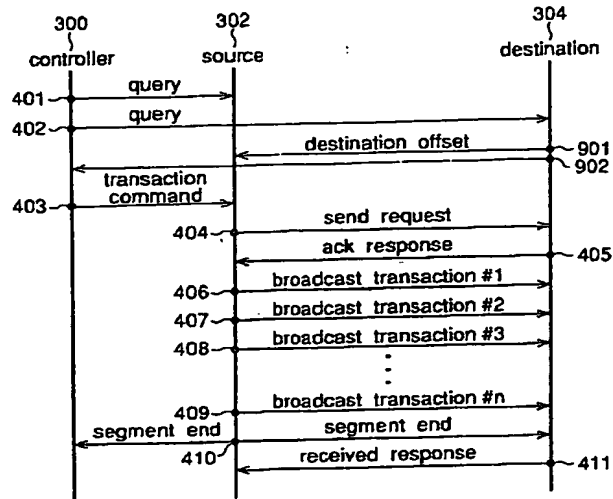 300 302 304
controller source destination
401 query
402 query
destination offset 901
902
transaction
command
403
404 send request
ack response 405
406 broadcast transaction #1
407 broadcast transaction #2
408 broadcast transaction #3
409 broadcast transaction #n
segment end segment end
410 received response 411